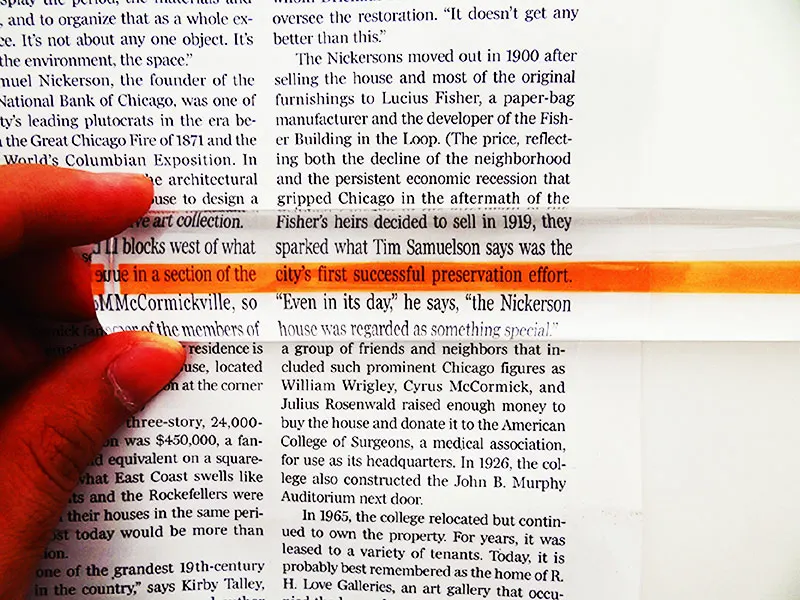 splay the period, the materials and
, and to organize that as a whole ex-
ce. It's not about any one object. It's
the environment, the space."
muel Nickerson, the founder of the
National Bank of Chicago, was one of
ty's leading plutocrats in the era be-
the Great Chicago Fire of 1871 and the
World's Columbian Exposition. In
he architectural
use to design a
ve art collection.
blocks west of what
in a section of the
McCormickville, so
of the members of
residence is
use, located
n at the corner
three-story, 24,000-
n was $450,000, a fan-
d equivalent on a square-
what East Coast swells like
ts and the Rockefellers were
their houses in the same peri-
st today would be more than
ion.
one of the grandest 19th-century
in the country," says Kirby Talley,
oversee the restoration. "It doesn't get any
better than this."
The Nickersons moved out in 1900 after
selling the house and most of the original
furnishings to Lucius Fisher, a paper-bag
manufacturer and the developer of the Fish-
er Building in the Loop. (The price, reflect-
ing both the decline of the neighborhood
and the persistent economic recession that
gripped Chicago in the aftermath of the
Fisher's heirs decided to sell in 1919, they
sparked what Tim Samuelson says was the
city's first successful preservation effort.
"Even in its day," he says, "the Nickerson
house was regarded as something special."
a group of friends and neighbors that in-
cluded such prominent Chicago figures as
William Wrigley, Cyrus McCormick, and
Julius Rosenwald raised enough money to
buy the house and donate it to the American
College of Surgeons, a medical association,
for use as its headquarters. In 1926, the col-
lege also constructed the John B. Murphy
Auditorium next door.
In 1965, the college relocated but contin-
ued to own the property. For years, it was
leased to a variety of tenants. Today, it is
probably best remembered as the home of R.
H. Love Galleries, an art gallery that occu-